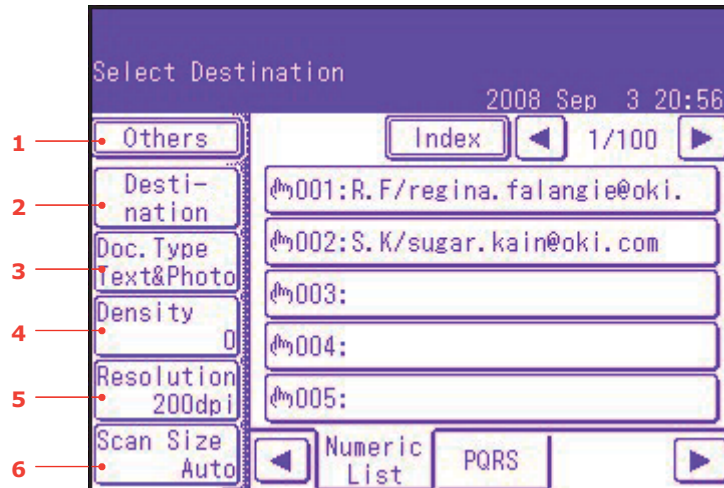 Select Destination
2008 Sep 3 20:56
1
Others
Index
1/100
2
Desti-
nation
001:R.F/regina.falangie@oki.
002:S.K/sugar.kain@oki.com
3
Doc.Type
Text&Photo
003:
4
Density
0
004:
5
Resolution
200dpi
005:
6
Scan Size
Auto
Numeric
List
PQRS